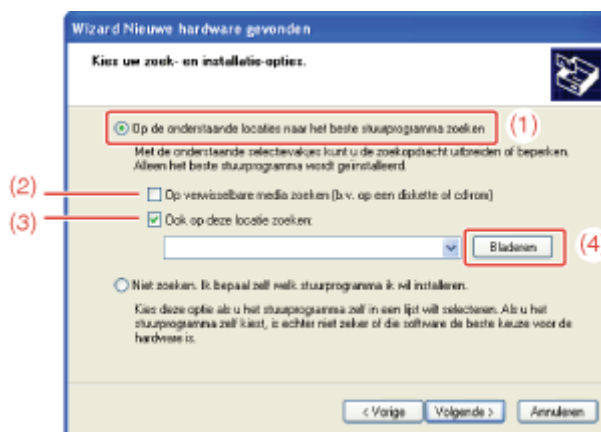 Wizard Nieuwe hardware gevonden
Kies uw zoek- en installatie-opties.
Op de onderstaande locaties naar het beste stuurprogramma zoeken
(1)
Met de onderstaande selectievakjes kunt u de zoekopdracht uitbreiden of beperken.
Alleen het beste stuurprogramma wordt geïnstalleerd.
(2)
Op verwisselbare media zoeken (b.v. op een diskette of cd-rom)
(3)
Ook op deze locatie zoeken:
Bladeren
(4
Niet zoeken. Ik bepaal zelf welk stuurprogramma ik wil installeren.
Kies deze optie als u het stuurprogramma zelf in een lijst wilt selecteren. Als u het
stuurprogramma zelf kiest, is echter niet zeker of die software de beste keuze voor de
hardware is.
< Vorige Volgende > Annuleren